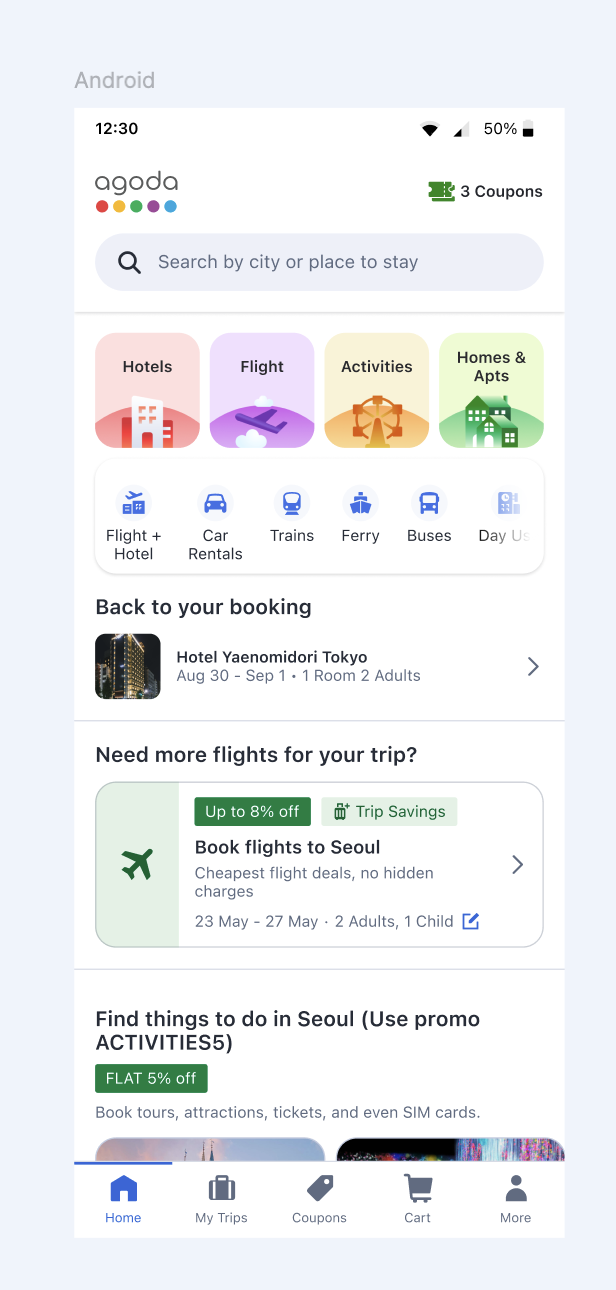 Android
12:30
50%
agoda
3 Coupons
Search by city or place to stay
Hotels
Flight
Activities
Homes &
Apts
Flight +
Hotel
Car
Rentals
Trains
Ferry
Buses
Day Us
Back to your booking
Hotel Yaenomidori Tokyo
Aug 30 - Sep 1 • 1 Room 2 Adults
Need more flights for your trip?
Up to 8% off
Trip Savings
Book flights to Seoul
Cheapest flight deals, no hidden
charges
23 May - 27 May · 2 Adults, 1 Child
Find things to do in Seoul (Use promo
ACTIVITIES5)
FLAT 5% off
Book tours, attractions, tickets, and even SIM cards.
Home
My Trips
Coupons
Cart
More